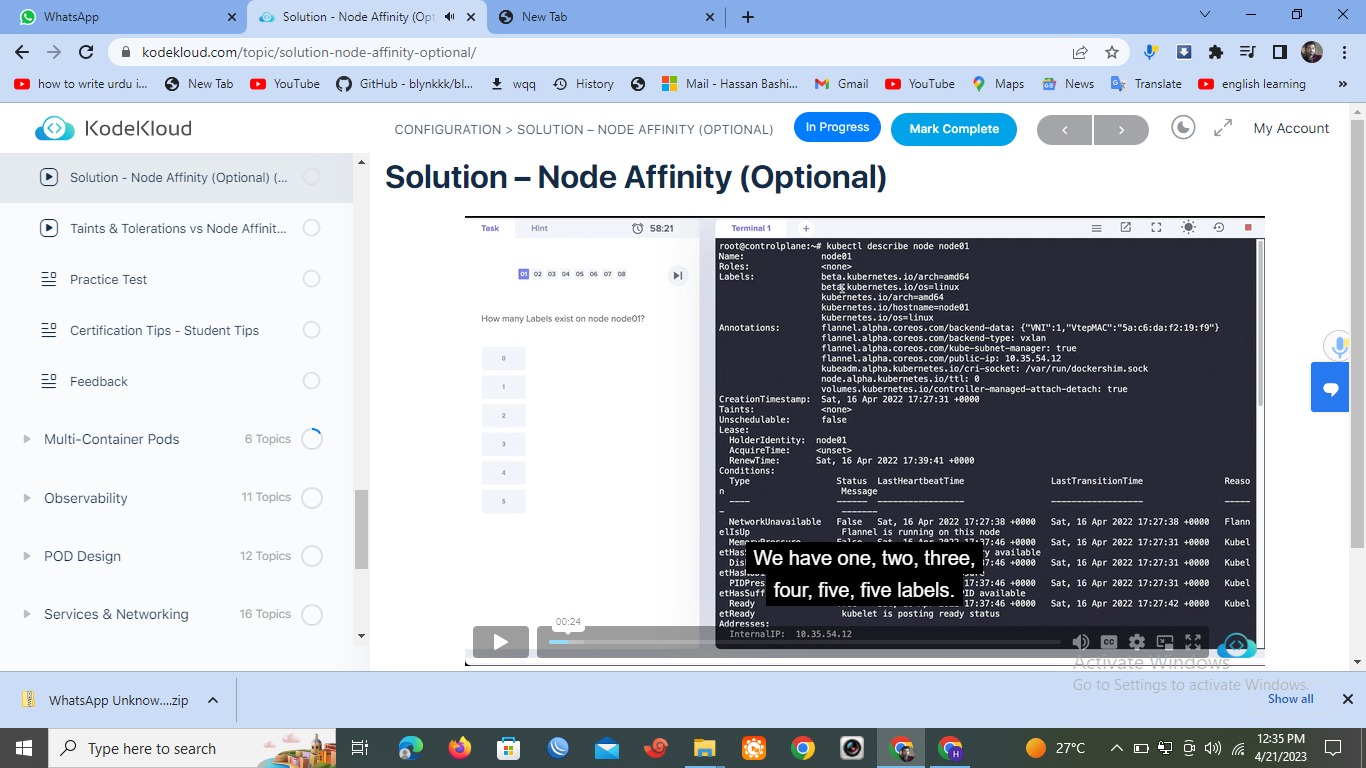 WhatsApp
Solution - Node Affinity (Opt
New Tab
kodekloud.com/topic/solution-node-affinity-optional/
how to write urdu i...
New Tab
YouTube
GitHub - blynkkk/bl...
wqq
History
Mail - Hassan Bashi...
Gmail
YouTube
Maps
News
Translate
english learning
KodeKloud
CONFIGURATION > SOLUTION – NODE AFFINITY (OPTIONAL)
In Progress
Mark Complete
My Account
Solution - Node Affinity (Optional) (...
Taints & Tolerations vs Node Affinit...
Practice Test
Certification Tips - Student Tips
Feedback
Multi-Container Pods 6 Topics
Observability 11 Topics
POD Design 12 Topics
Services & Networking 16 Topics
Solution – Node Affinity (Optional)
Task Hint 58:21
01 02 03 04 05 06 07 08
How many Labels exist on node node01?
0
1
2
3
4
5
Terminal 1 +
root@controlplane:~# kubectl describe node node01
Name: node01
Roles: <none>
Labels: beta.kubernetes.io/arch=amd64
beta.kubernetes.io/os=linux
kubernetes.io/arch=amd64
kubernetes.io/hostname=node01
kubernetes.io/os=linux
Annotations: flannel.alpha.coreos.com/backend-data: {"VNI":1,"VtepMAC":"5a:c6:da:f2:19:f9"}
flannel.alpha.coreos.com/backend-type: vxlan
flannel.alpha.coreos.com/kube-subnet-manager: true
flannel.alpha.coreos.com/public-ip: 10.35.54.12
kubeadm.alpha.kubernetes.io/cri-socket: /var/run/dockershim.sock
node.alpha.kubernetes.io/ttl: 0
volumes.kubernetes.io/controller-managed-attach-detach: true
CreationTimestamp: Sat, 16 Apr 2022 17:27:31 +0000
Taints: <none>
Unschedulable: false
Lease:
HolderIdentity: node01
AcquireTime: <unset>
RenewTime: Sat, 16 Apr 2022 17:39:41 +0000
Conditions:
Type Status LastHeartbeatTime LastTransitionTime Reaso
n Message
---- ------ ----------------- ------------------ -----
- -------
NetworkUnavailable False Sat, 16 Apr 2022 17:27:38 +0000 Sat, 16 Apr 2022 17:27:38 +0000 Flann
elIsUp Flannel is running on this node
MemoryPressure False Sat, 16 Apr 2022 17:37:46 +0000 Sat, 16 Apr 2022 17:27:31 +0000 Kubel
available
7:46 +0000 Sat, 16 Apr 2022 17:27:31 +0000 Kubel
PIDPres 7:46 +0000 Sat, 16 Apr 2022 17:27:31 +0000 Kubel
etHasSuff PID available
Ready 17:37:46 +0000 Sat, 16 Apr 2022 17:27:42 +0000 Kubel
etReady kubelet is posting ready status
Addresses:
InternalIP: 10.35.54.12
We have one, two, three,
four, five, five labels.
00:24
CC
Activate Windows
Go to Settings to activate Windows.
WhatsApp Unknow....zip
Show all
Type here to search
27°C
12:35 PM
4/21/2023